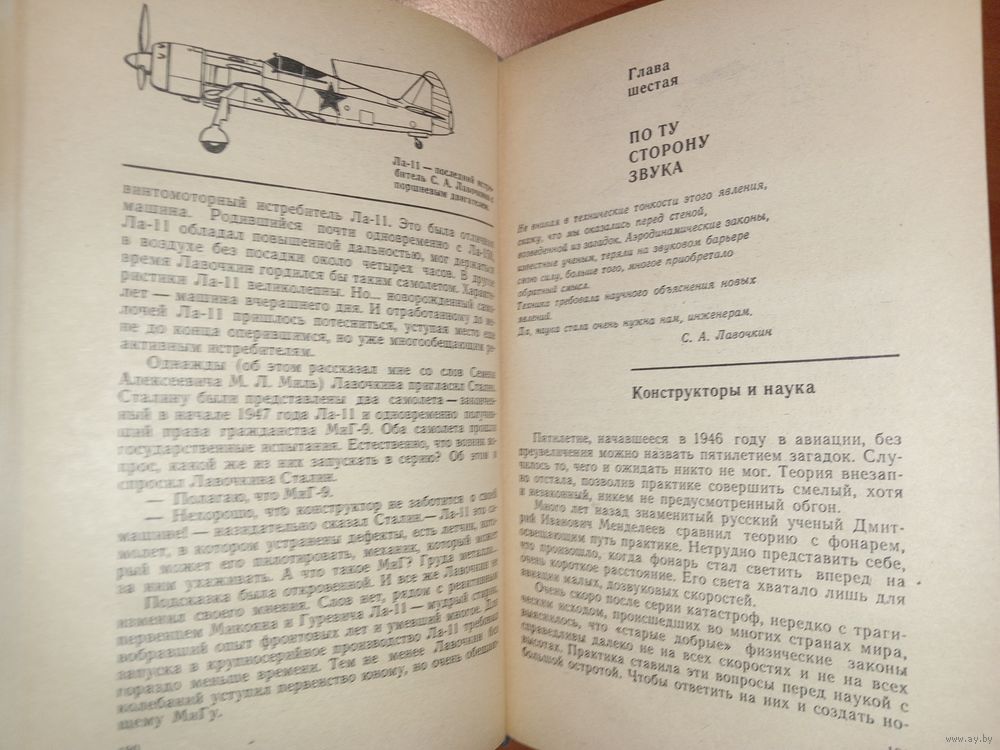 Ла-11 — последний истре-
битель С. А. Лавочкина с
поршневым двигателем.
винтомоторный истребитель Ла-11. Это была отличная
машина. Родившийся почти одновременно с Ла-150,
Ла-11 обладал повышенной дальностью, мог держаться
в воздухе без посадки около четырех часов. В другое
время Лавочкин гордился бы таким самолетом. Характе-
ристики Ла-11 великолепны. Но... новорожденный само-
лет — машина вчерашнего дня. И отработанному до ме-
лочей Ла-11 пришлось потесниться, уступая место еще
не до конца оперившимся, но уже многообещающим ре-
активным истребителям.
Однажды (об этом рассказал мне со слов Семена
Алексеевича М. Л. Миль) Лавочкина пригласил Сталин.
Сталину были представлены два самолета — закончен-
ный в начале 1947 года Ла-11 и одновременно получив-
ший права гражданства МиГ-9. Оба самолета прошли
государственные испытания. Естественно, что возник во-
прос, какой же из них запускать в серию? Об этом и
спросил Лавочкина Сталин.
— Полагаю, что МиГ-9.
— Нехорошо, что конструктор не заботится о своей
машине! — назидательно сказал Сталин — Ла-11 это са-
молет, в котором устранены дефекты, есть летчик, кото-
рый может его пилотировать, механик, который может
за ним ухаживать. А что такое МиГ? Груда металла...
Подсказка была откровенной. И все же Лавочкин не
изменил своего мнения. Слов нет, рядом с реактивным
первенцем Микояна и Гуревича Ла-11 — мудрый старик,
вобравший опыт фронтовых лет и умевший многое. Для
запуска в крупносерийное производство Ла-11 требовал
гораздо меньше времени. Тем не менее Лавочкин без
колебаний уступил первенство юному, но очень обещаю-
щему МиГу.
Глава
шестая
ПО ТУ
СТОРОНУ
ЗВУКА
Не вникая в технические тонкости этого явления,
скажу, что мы оказались перед стеной,
возведенной из загадок. Аэродинамические законы,
известные ученым, теряли на звуковом барьере
свою силу, больше того, многое приобретало
обратный смысл.
Техника требовала научного объяснения новых
явлений.
Да, наука стала очень нужна нам, инженерам.
С. А. Лавочкин
Конструкторы и наука
Пятилетие, начавшееся в 1946 году в авиации, без
преувеличения можно назвать пятилетием загадок. Слу-
чилось то, чего и ожидать никто не мог. Теория внезап-
но отстала, позволив практике совершить смелый, хотя
и незаконный, никем не предусмотренный обгон.
Много лет назад знаменитый русский ученый Дмит-
рий Иванович Менделеев сравнил теорию с фонарем,
освещающим путь практике. Нетрудно представить себе,
что произошло, когда фонарь стал светить вперед на
очень короткое расстояние. Его света хватало лишь для
авиации малых, дозвуковых скоростей.
Очень скоро после серии катастроф, нередко с траги-
ческим исходом, происшедших во многих странах мира,
выяснилось, что «старые добрые» физические законы
справедливы далеко не на всех скоростях и не на всех
высотах. Практика ставила эти вопросы перед наукой с
большой остротой. Чтобы ответить на них и создать но-
www.ay.by